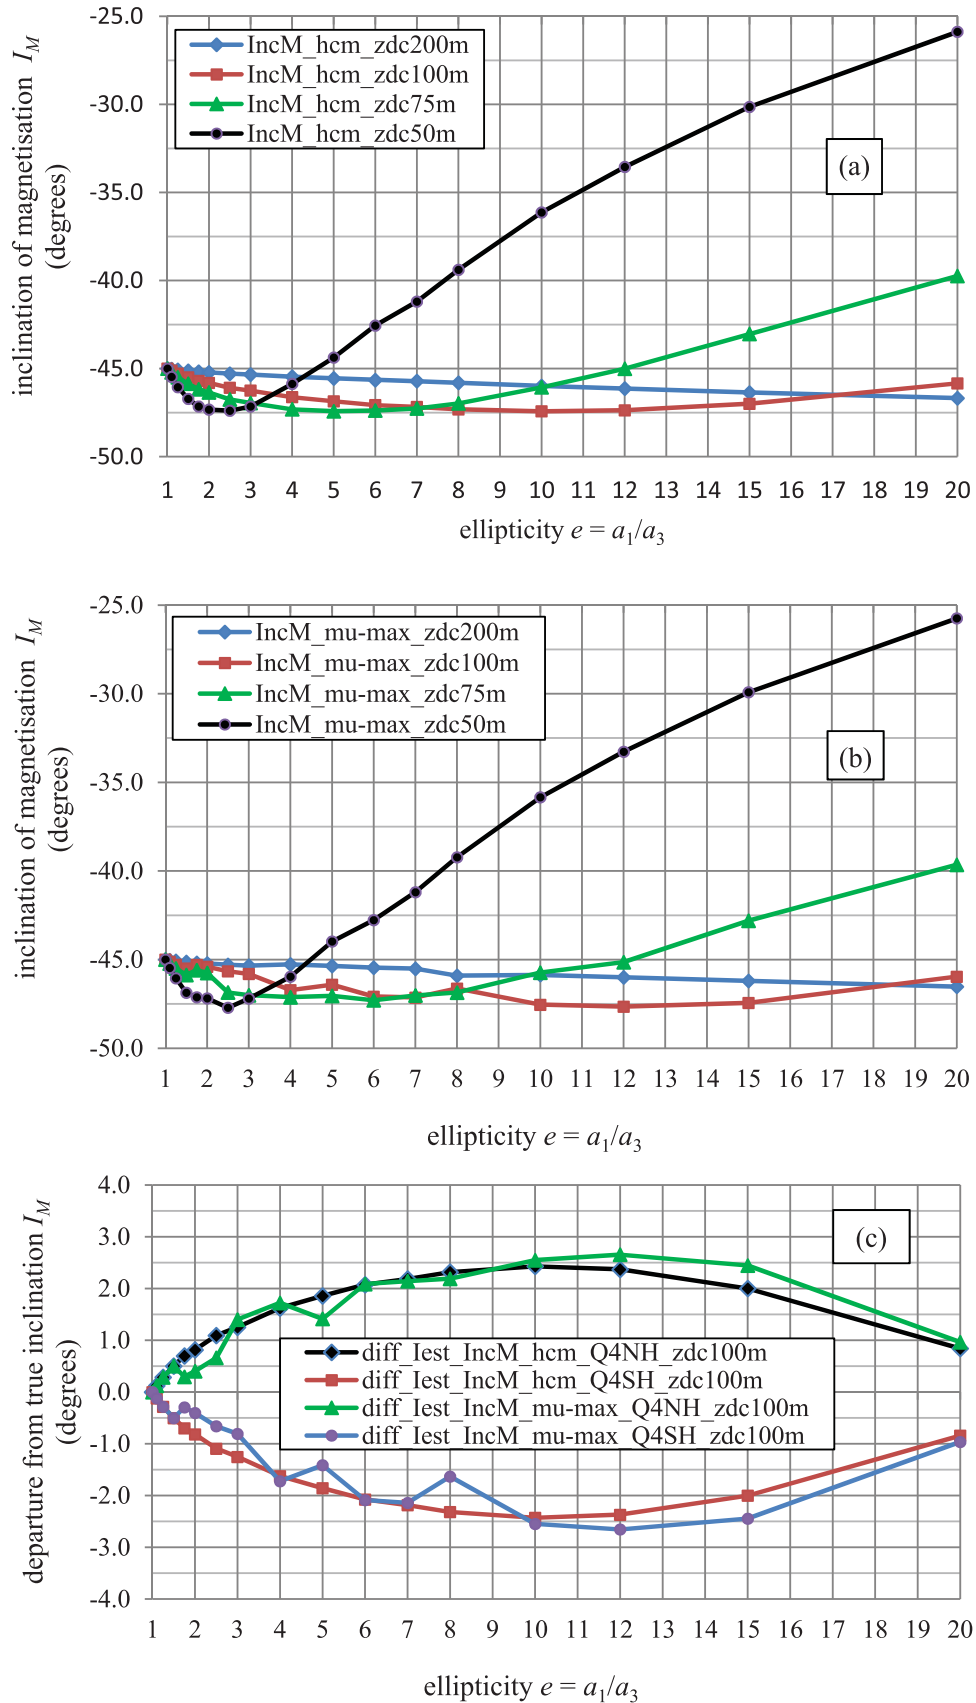 -25.0
-30.0
-35.0
-40.0
-45.0
-50.0
inclination of magnetisation I_M
(degrees)
IncM_hcm_zdc200m
IncM_hcm_zdc100m
IncM_hcm_zdc75m
IncM_hcm_zdc50m
(a)
1 2 3 4 5 6 7 8 9 10 11 12 13 14 15 16 17 18 19 20
ellipticity e = a1/a3
-25.0
-30.0
-35.0
-40.0
-45.0
-50.0
inclination of magnetisation I_M
(degrees)
IncM_mu-max_zdc200m
IncM_mu-max_zdc100m
IncM_mu-max_zdc75m
IncM_mu-max_zdc50m
(b)
1 2 3 4 5 6 7 8 9 10 11 12 13 14 15 16 17 18 19 20
ellipticity e = a1/a3
4.0
3.0
2.0
1.0
0.0
-1.0
-2.0
-3.0
-4.0
departure from true inclination I_M
(degrees)
(c)
diff_Iest_IncM_hcm_Q4NH_zdc100m
diff_Iest_IncM_hcm_Q4SH_zdc100m
diff_Iest_IncM_mu-max_Q4NH_zdc100m
diff_Iest_IncM_mu-max_Q4SH_zdc100m
1 2 3 4 5 6 7 8 9 10 11 12 13 14 15 16 17 18 19 20
ellipticity e = a1/a3